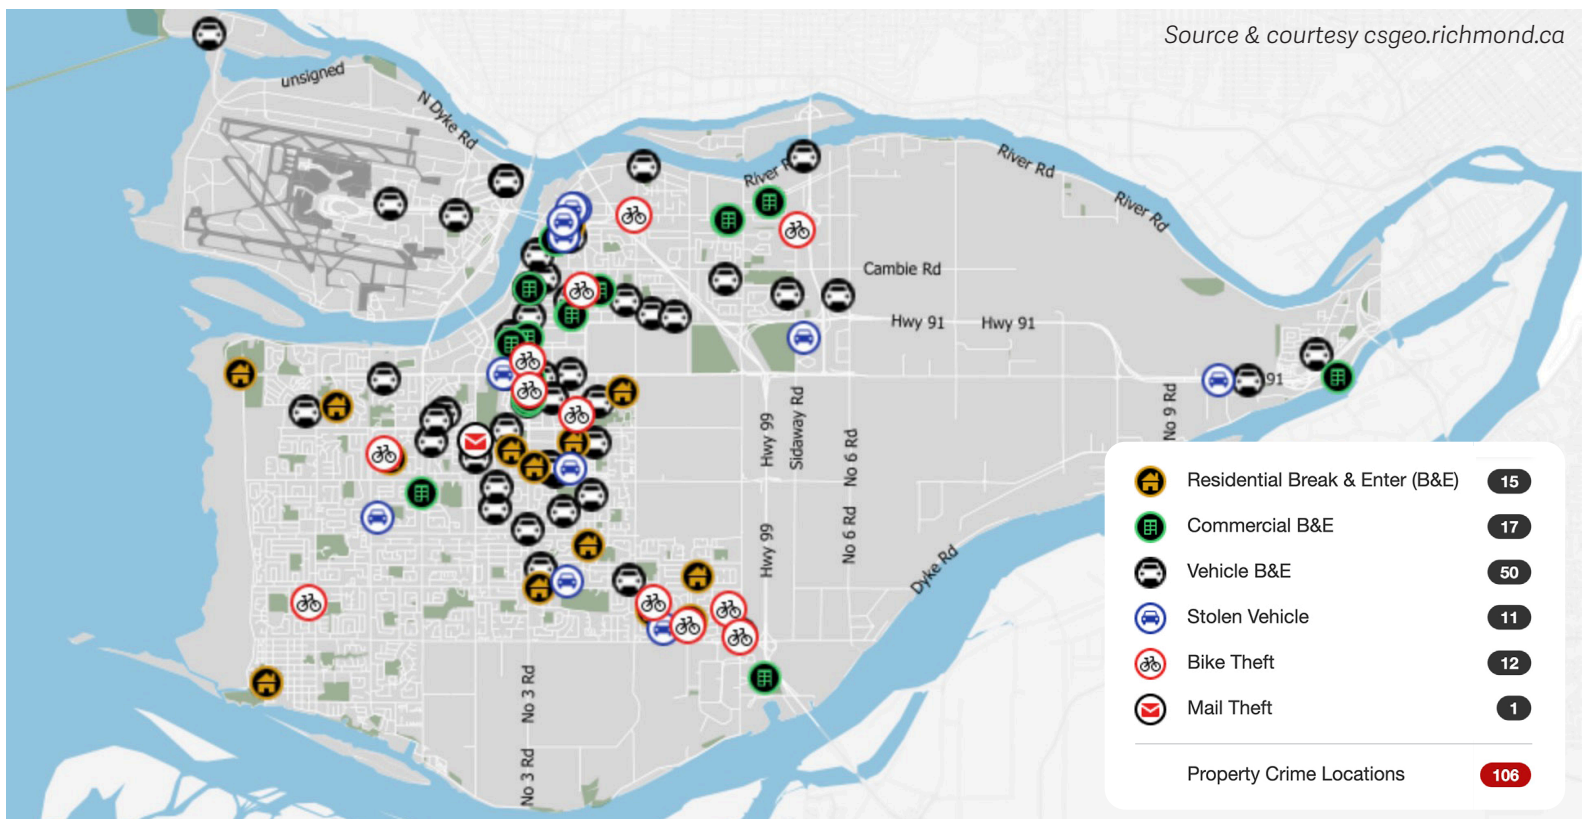 Source & courtesy csgeo.richmond.ca
unsigned
N Dyke Rd
River R
River Rd
River Rd
Cambie Rd
Hwy 91
Hwy 91
91
No 9 Rd
Hwy 99
Sidaway Rd
No 6 Rd
Hwy 99
No 6 Rd
Dyke Rd
No 3 Rd
No 3 Rd
Residential Break & Enter (B&E) 15
Commercial B&E 17
Vehicle B&E 50
Stolen Vehicle 11
Bike Theft 12
Mail Theft 1
Property Crime Locations 106